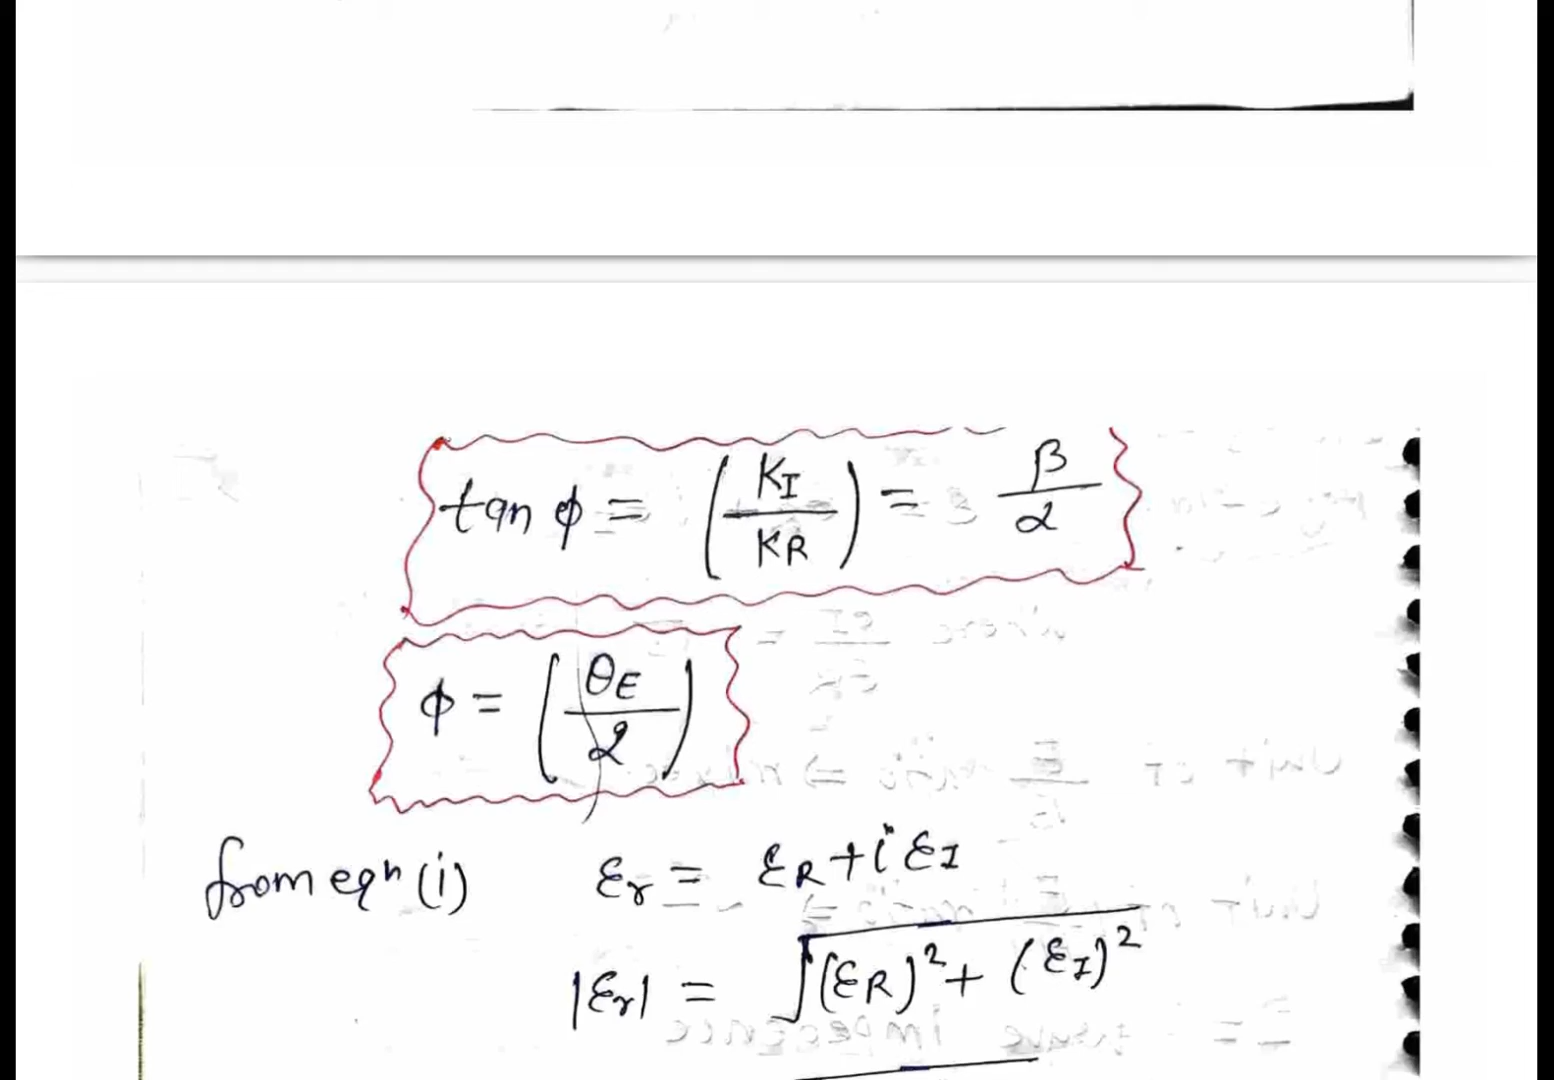 tan ϕ = (K_I / K_R) = β / α
ϕ = (θ_E / 2)
from eqⁿ (i) ε_r = ε_R + i ε_I
|ε_r| = √((ε_R)² + (ε_I)²)